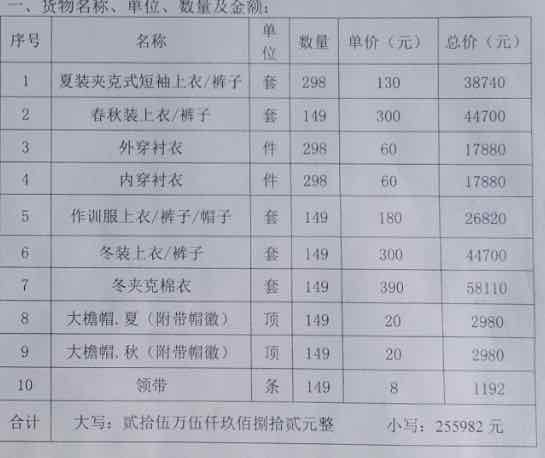 一、货物名称、单位、数量及金额：
序号 名称 单位 数量 单价（元） 总价（元）
1 夏装夹克式短袖上衣/裤子 套 298 130 38740
2 春秋装上衣/裤子 套 149 300 44700
3 外穿衬衣 件 298 60 17880
4 内穿衬衣 件 298 60 17880
5 作训服上衣/裤子/帽子 套 149 180 26820
6 冬装上衣/裤子 套 149 300 44700
7 冬夹克棉衣 套 149 390 58110
8 大檐帽.夏（附带帽徽） 顶 149 20 2980
9 大檐帽.秋（附带帽徽） 顶 149 20 2980
10 领带 条 149 8 1192
合计 大写：贰拾伍万伍仟玖佰捌拾贰元整 小写：255982 元